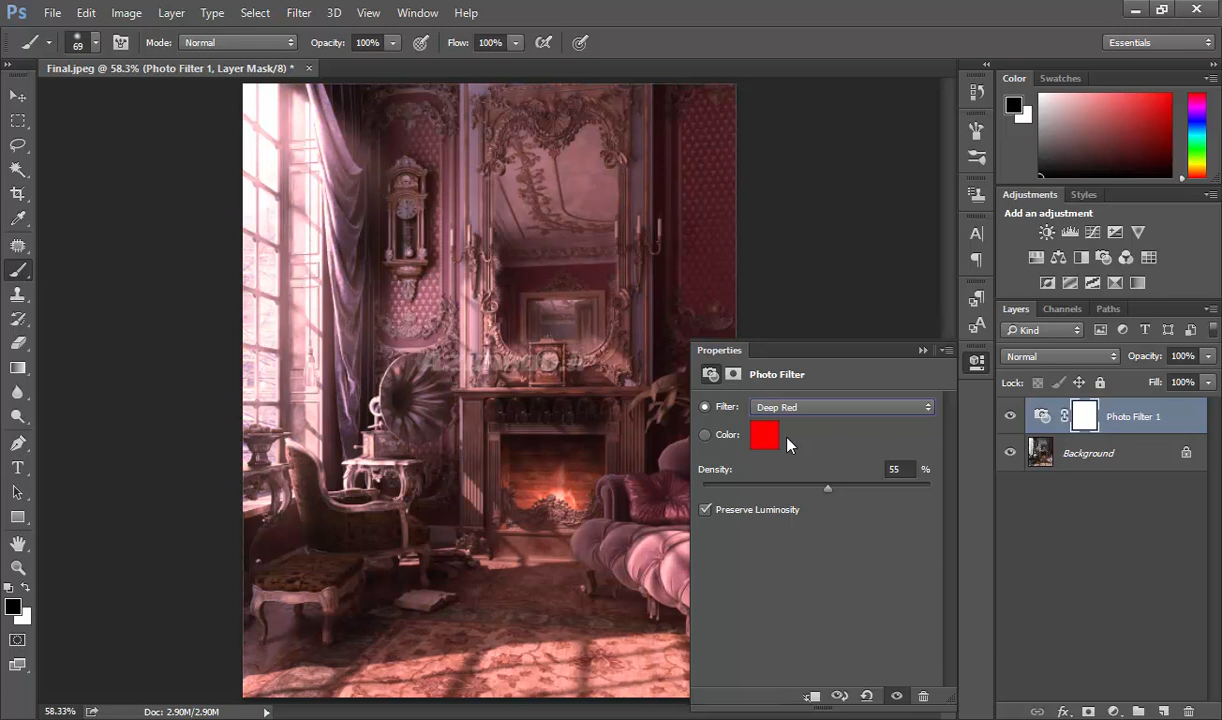 Ps File Edit Image Layer Type Select Filter 3D View Window Help
69 Mode: Normal Opacity: 100% Flow: 100% Essentials
Final.jpeg @ 58.3% (Photo Filter 1, Layer Mask/8) * ×
Color Swatches
Adjustments Styles
Add an adjustment
Layers Channels Paths
Kind
Normal Opacity: 100%
Lock: Fill: 100%
Photo Filter 1
Background
Properties
Photo Filter
Filter: Deep Red
Color:
Density: 55 %
Preserve Luminosity
58.33% Doc: 2.90M/2.90M